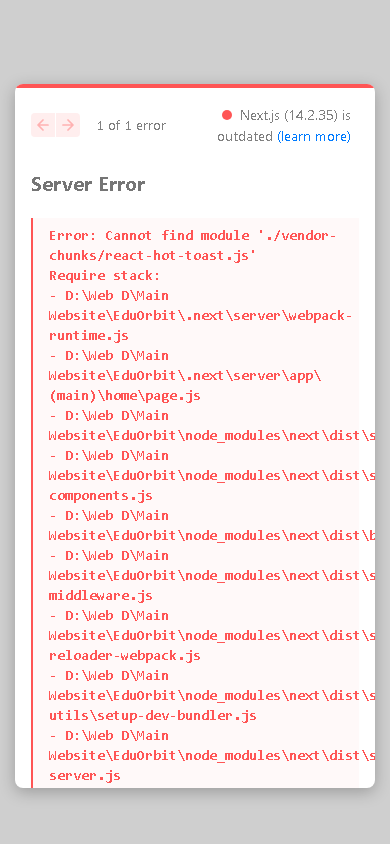 1 of 1 error
Next.js (14.2.35) is
outdated (learn more)
Server Error
Error: Cannot find module './vendor-
chunks/react-hot-toast.js'
Require stack:
- D:\Web D\Main
Website\EduOrbit\.next\server\webpack-
runtime.js
- D:\Web D\Main
Website\EduOrbit\.next\server\app\
(main)\home\page.js
- D:\Web D\Main
Website\EduOrbit\node_modules\next\dist\s
- D:\Web D\Main
Website\EduOrbit\node_modules\next\dist\s
components.js
- D:\Web D\Main
Website\EduOrbit\node_modules\next\dist\b
- D:\Web D\Main
Website\EduOrbit\node_modules\next\dist\s
middleware.js
- D:\Web D\Main
Website\EduOrbit\node_modules\next\dist\s
reloader-webpack.js
- D:\Web D\Main
Website\EduOrbit\node_modules\next\dist\s
utils\setup-dev-bundler.js
- D:\Web D\Main
Website\EduOrbit\node_modules\next\dist\s
server.js